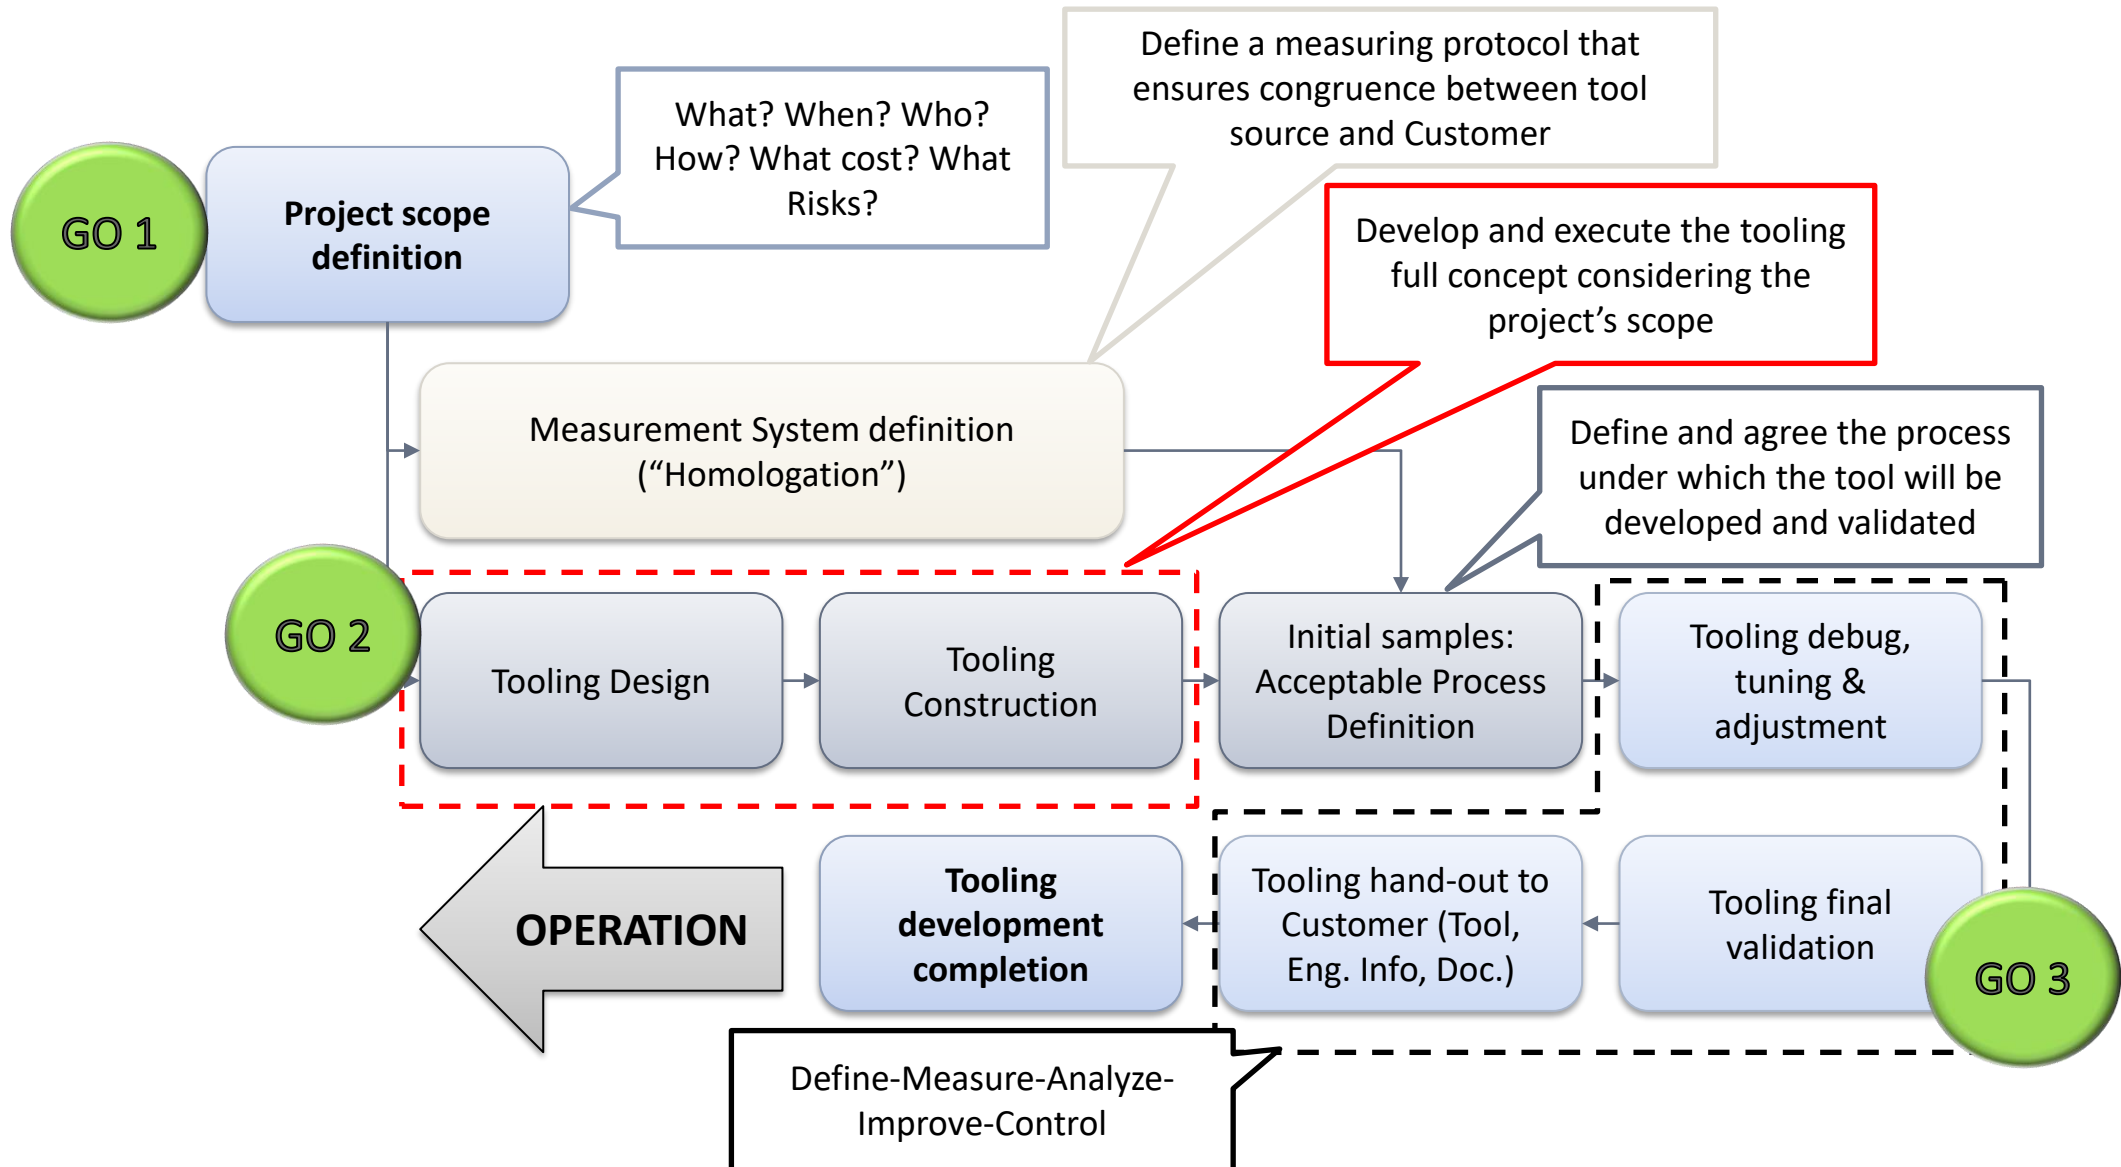 Define a measuring protocol that
ensures congruence between tool
source and Customer
What? When? Who?
How? What cost? What
Risks?
GO 1
Project scope
definition
Develop and execute the tooling
full concept considering the
project’s scope
Measurement System definition
(“Homologation”)
Define and agree the process
under which the tool will be
developed and validated
GO 2
Tooling Design
Tooling
Construction
Initial samples:
Acceptable Process
Definition
Tooling debug,
tuning &
adjustment
OPERATION
Tooling
development
completion
Tooling hand-out to
Customer (Tool,
Eng. Info, Doc.)
Tooling final
validation
GO 3
Define-Measure-Analyze-
Improve-Control